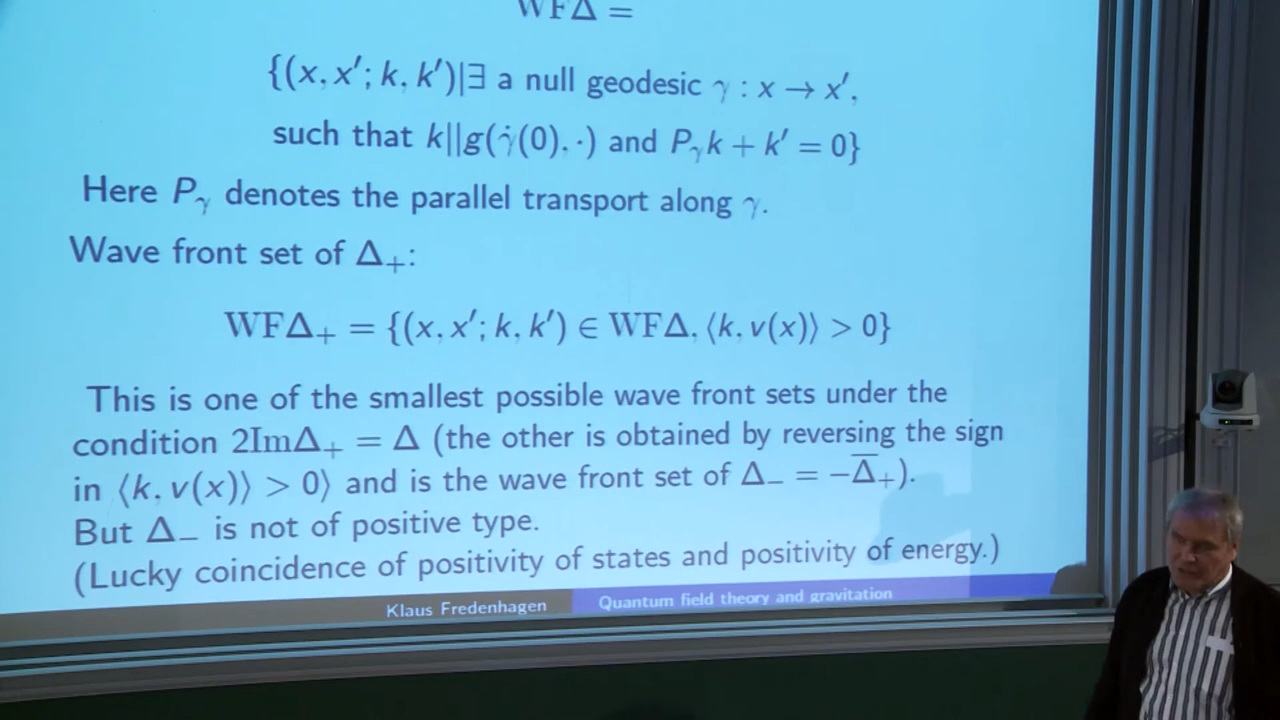 WFΔ =
{(x, x′; k, k′)|∃ a null geodesic γ : x → x′,
such that k||g(γ̇(0), ·) and Pᵧk + k′ = 0}
Here Pᵧ denotes the parallel transport along γ.
Wave front set of Δ₊:
WFΔ₊ = {(x, x′; k, k′) ∈ WFΔ, ⟨k, v(x)⟩ > 0}
This is one of the smallest possible wave front sets under the
condition 2ImΔ₊ = Δ (the other is obtained by reversing the sign
in ⟨k, v(x)⟩ > 0⟩ and is the wave front set of Δ₋ = −Δ̅₊).
But Δ₋ is not of positive type.
(Lucky coincidence of positivity of states and positivity of energy.)
Klaus Fredenhagen Quantum field theory and gravitation